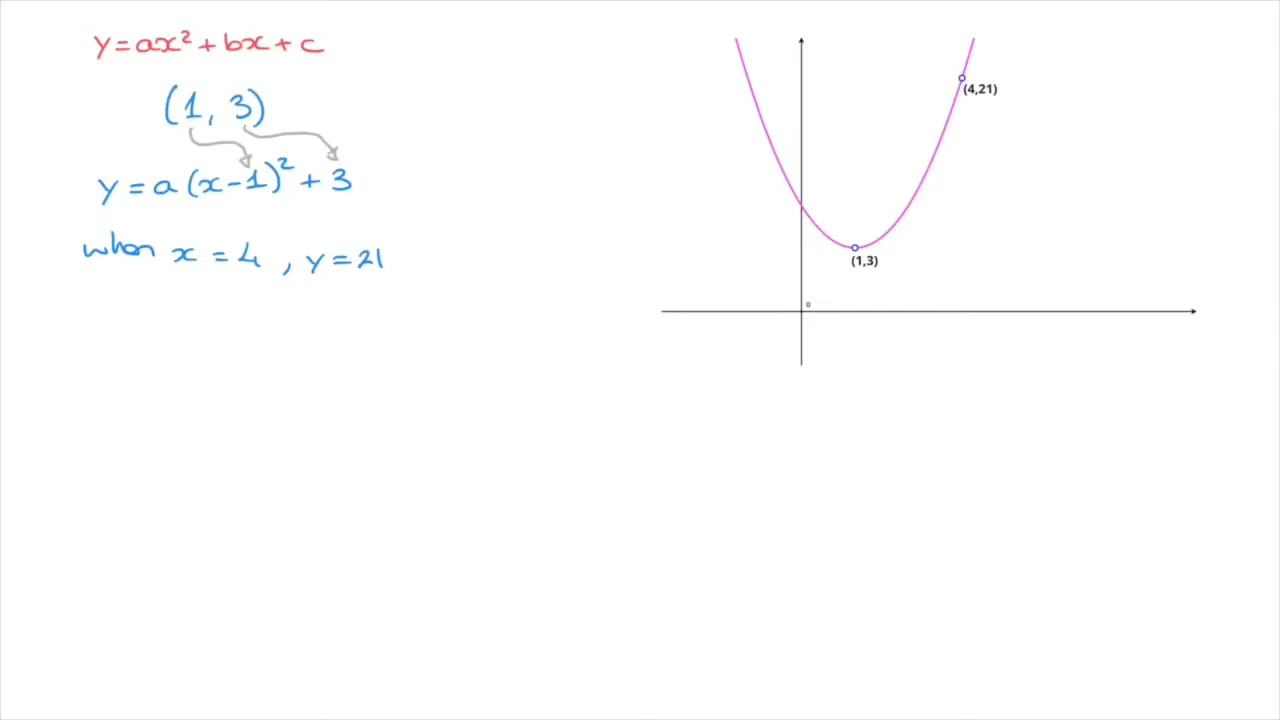 y=ax²+bx+c
(1, 3)
y=a(x-1)²+3
when x=4, y=21
(4,21)
(1,3)
0